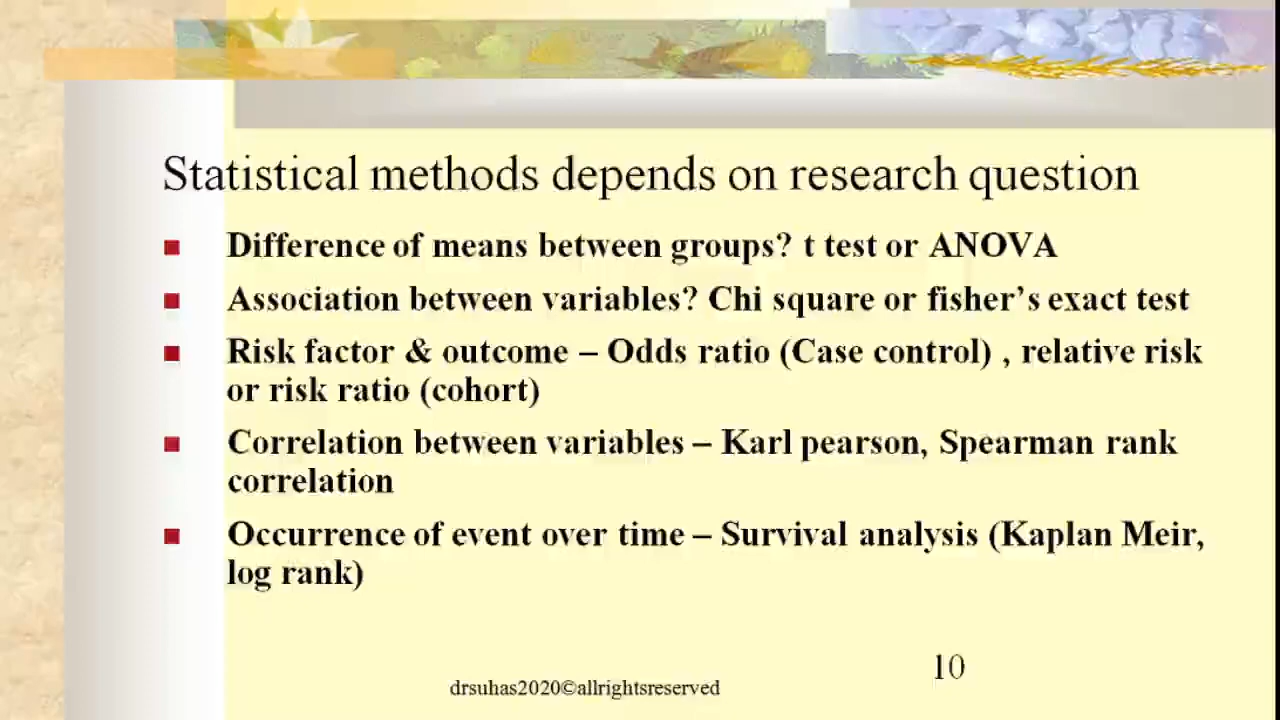 Statistical methods depends on research question
Difference of means between groups? t test or ANOVA
Association between variables? Chi square or fisher’s exact test
Risk factor & outcome – Odds ratio (Case control) , relative risk
or risk ratio (cohort)
Correlation between variables – Karl pearson, Spearman rank
correlation
Occurrence of event over time – Survival analysis (Kaplan Meir,
log rank)
10
drsuhas2020©allrightsreserved